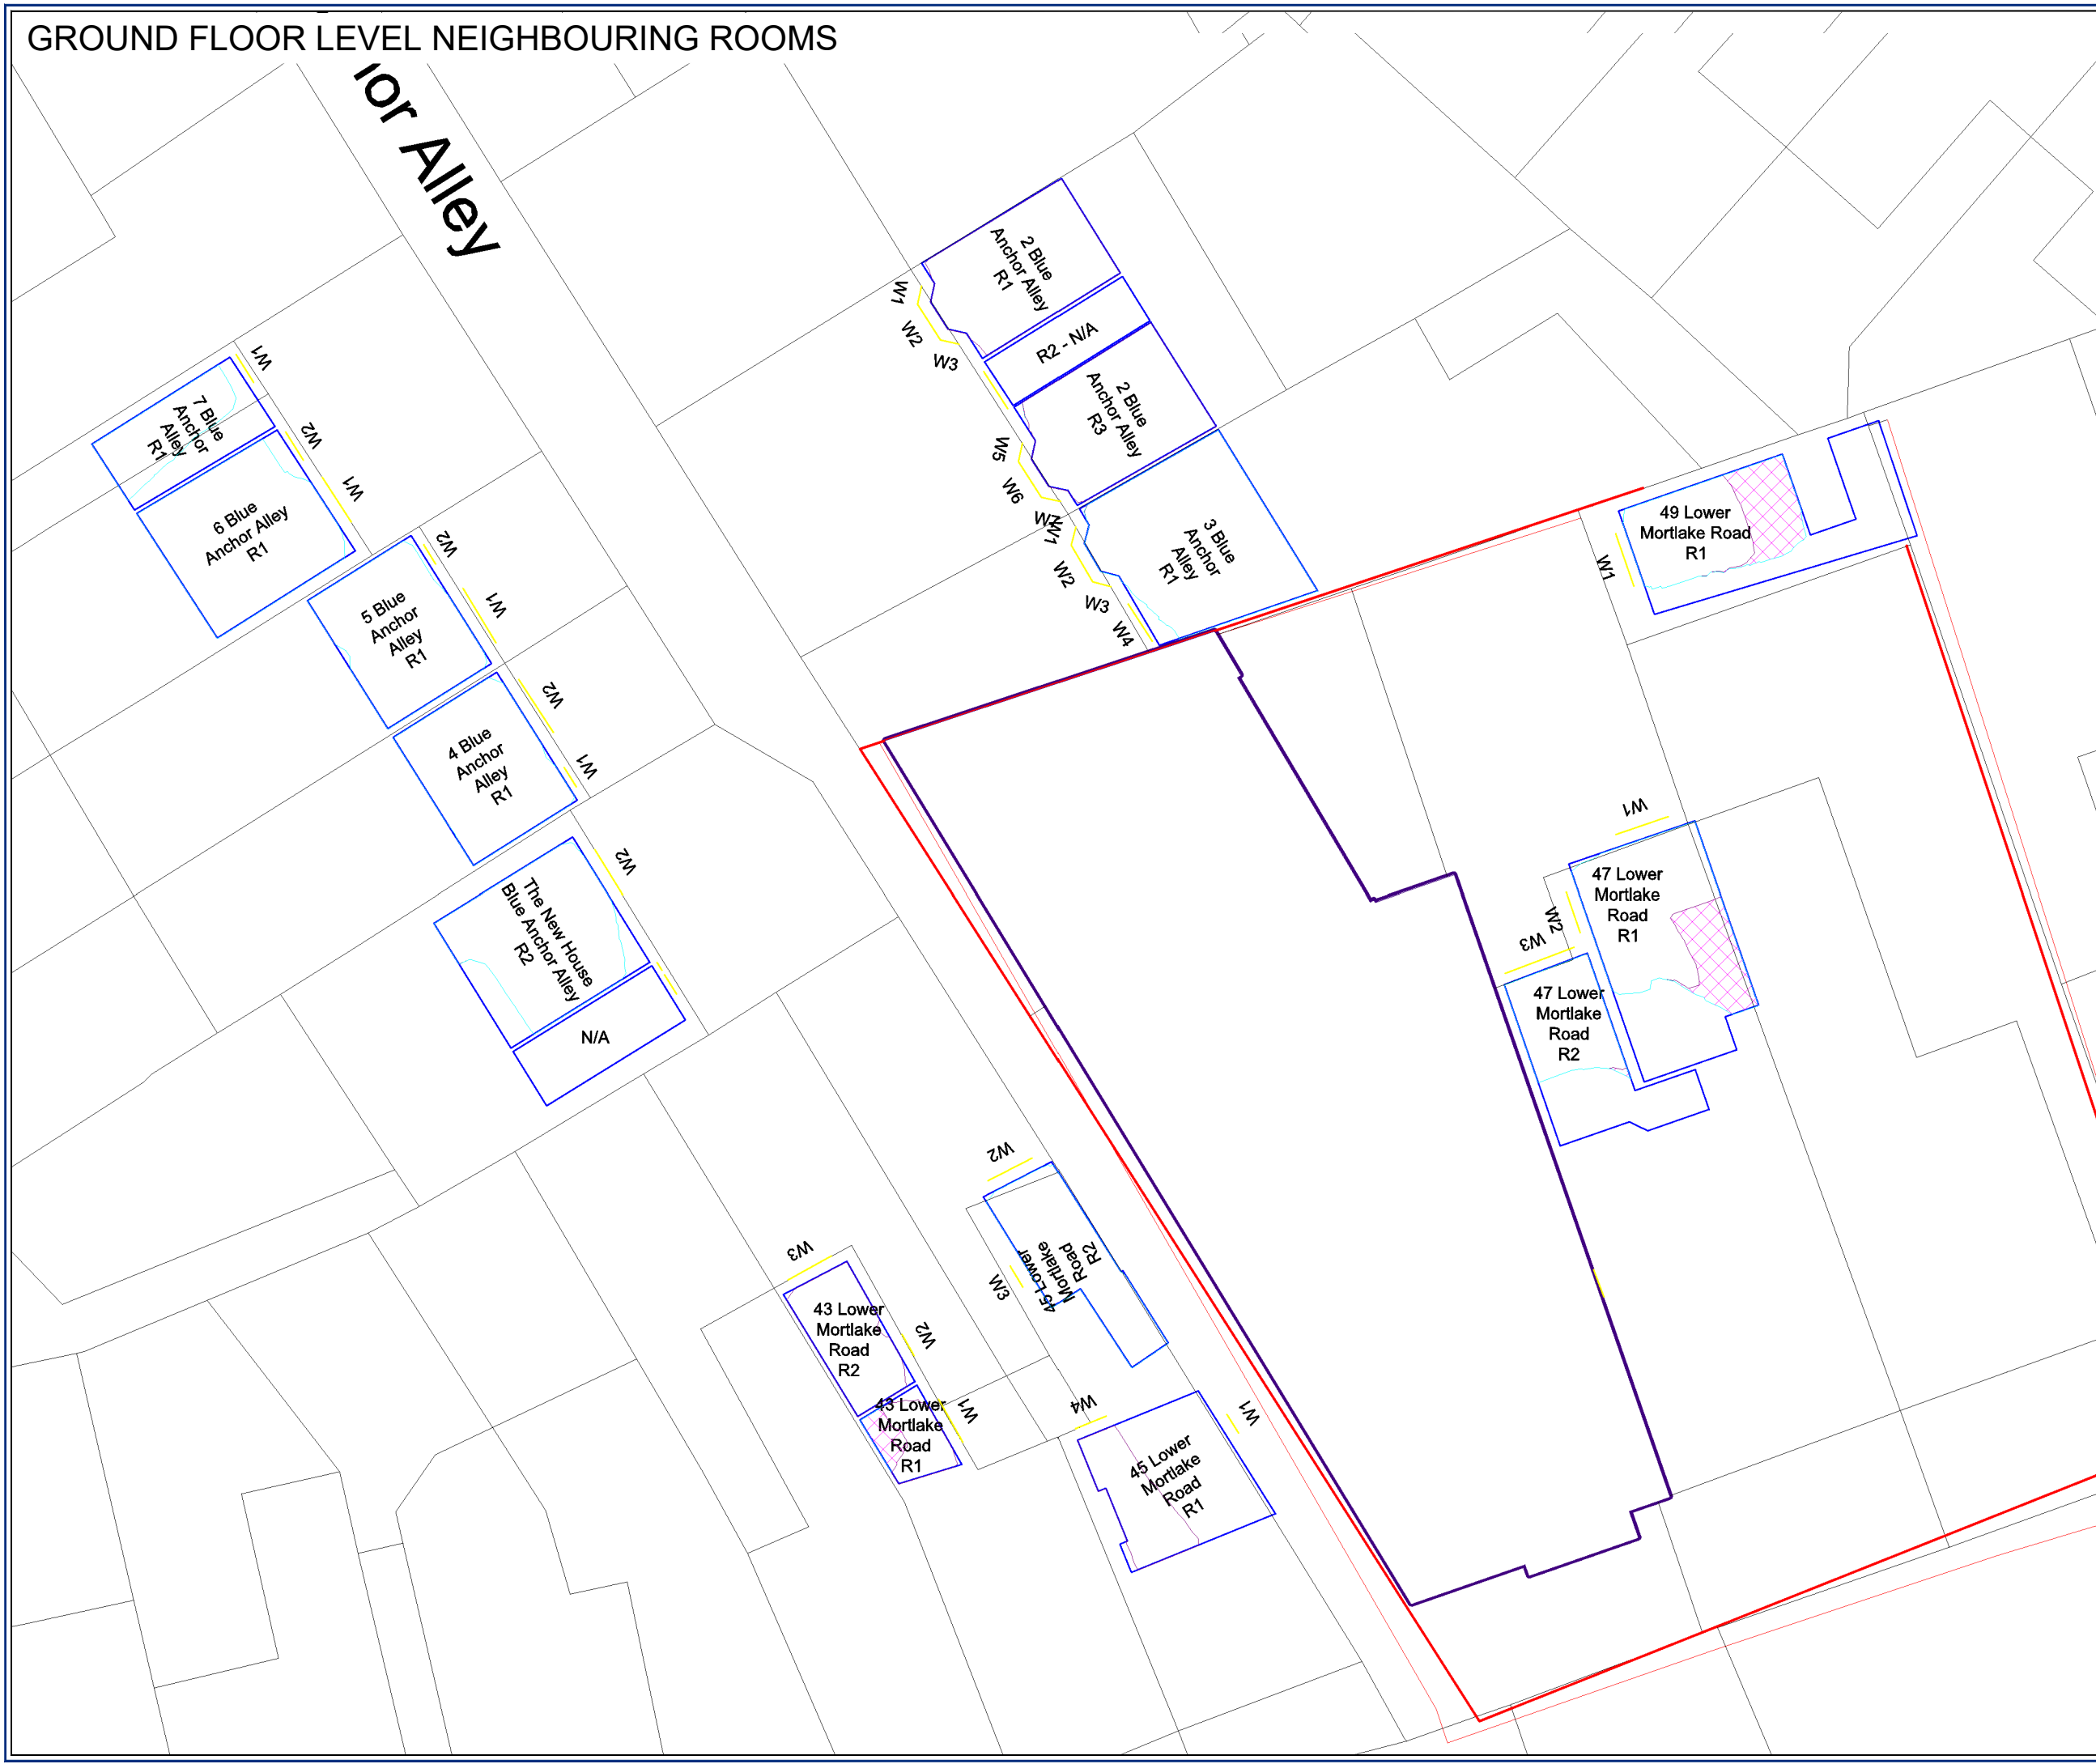 GROUND FLOOR LEVEL NEIGHBOURING ROOMS
nor Alley
2 Blue
Anchor Alley
R1
W1
W2
W3
R2 - N/A
2 Blue
Anchor Alley
R3
W5
W6
W7
3 Blue
Anchor
Alley
R1
W1
W2
W3
W4
W1
7 Blue
Anchor
Alley
R1
W2
6 Blue
Anchor Alley
R1
W1
W2
5 Blue
Anchor
Alley
R1
W1
W2
4 Blue
Anchor
Alley
R1
W1
W2
The New House
Blue Anchor Alley
R2
N/A
49 Lower
Mortlake Road
R1
W1
W1
47 Lower
Mortlake
Road
R1
W2
W3
47 Lower
Mortlake
Road
R2
W2
45 Lower
Mortlake
Road
R2
W3
W3
43 Lower
Mortlake
Road
R2
W2
43 Lower
Mortlake
Road
R1
W1
W4
W1
45 Lower
Mortlake
Road
R1